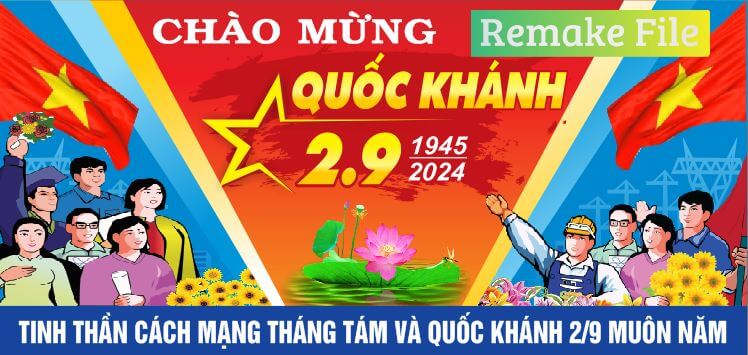 CHÀO MỪNG
Remake File
QUỐC KHÁNH
2.9
1945
2024
TINH THẦN CÁCH MẠNG THÁNG TÁM VÀ QUỐC KHÁNH 2/9 MUÔN NĂM